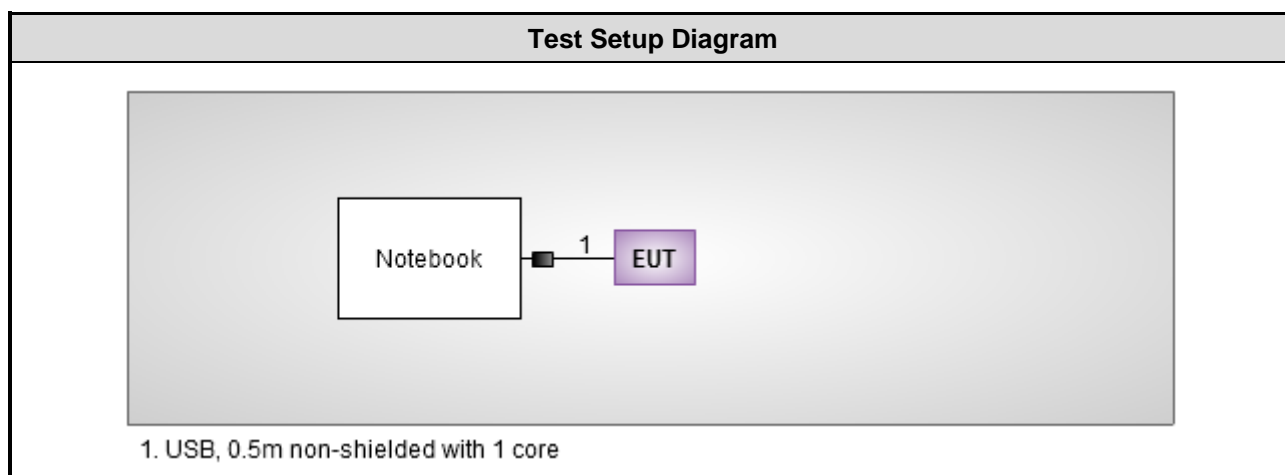 Test Setup Diagram
Notebook
1
EUT
1. USB, 0.5m non-shielded with 1 core